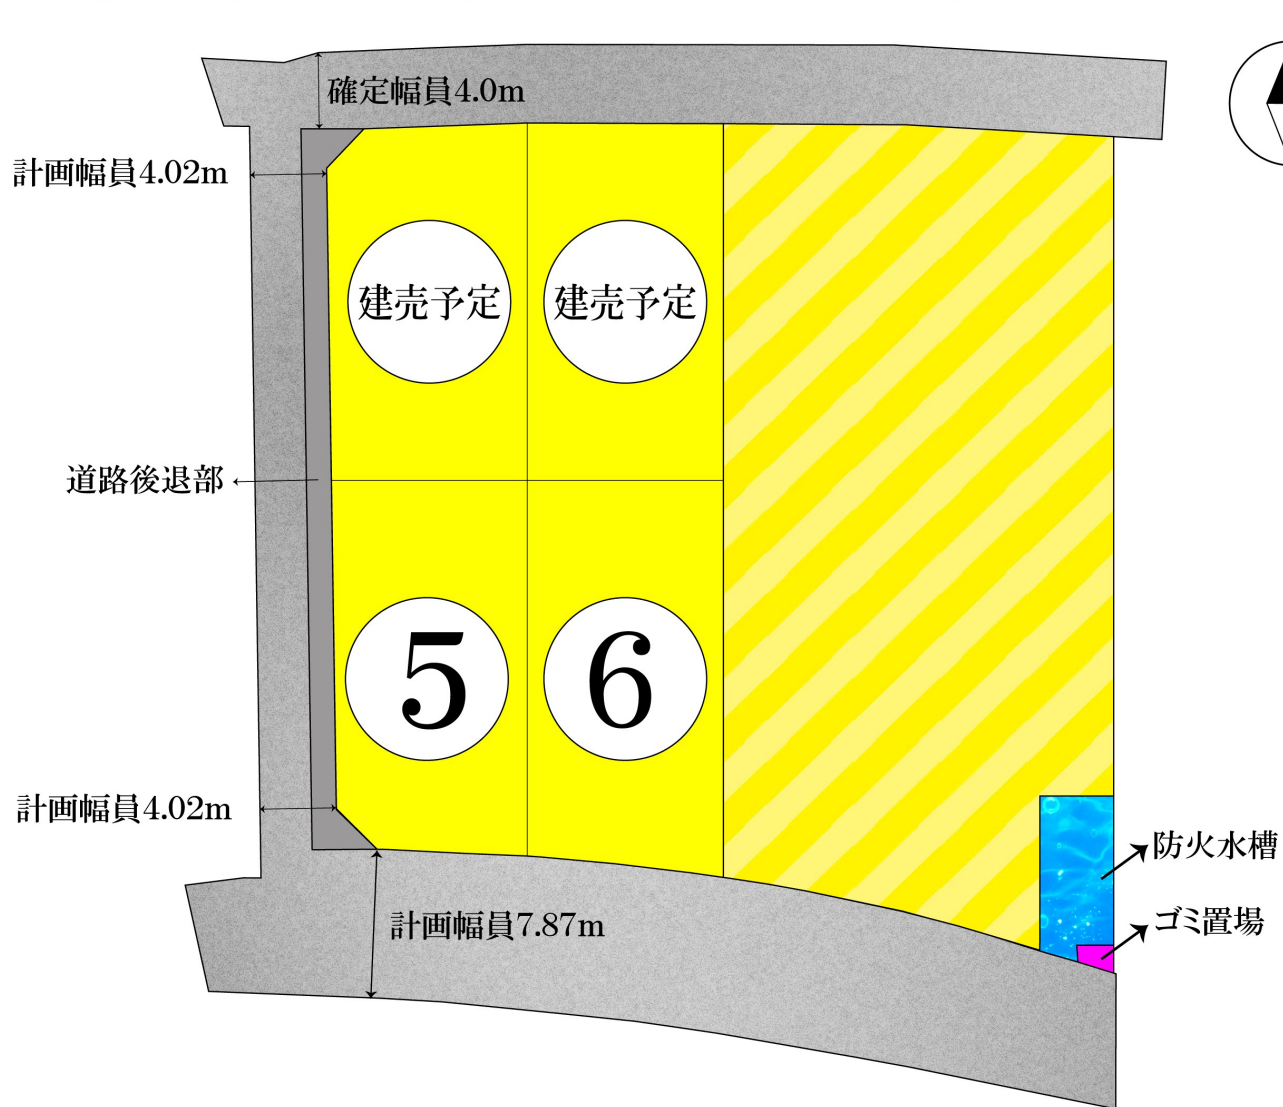 確定幅員4.0m
計画幅員4.02m
建売予定
建売予定
道路後退部
5
6
計画幅員4.02m
防火水槽
ゴミ置場
計画幅員7.87m